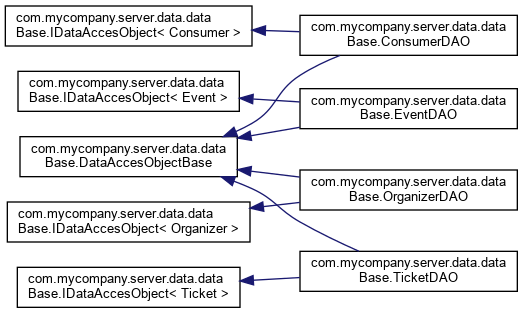 com.mycompany.server.data.data
Base.IDataAccesObject< Consumer >
com.mycompany.server.data.data
Base.ConsumerDAO
com.mycompany.server.data.data
Base.IDataAccesObject< Event >
com.mycompany.server.data.data
Base.EventDAO
com.mycompany.server.data.data
Base.DataAccesObjectBase
com.mycompany.server.data.data
Base.OrganizerDAO
com.mycompany.server.data.data
Base.IDataAccesObject< Organizer >
com.mycompany.server.data.data
Base.TicketDAO
com.mycompany.server.data.data
Base.IDataAccesObject< Ticket >